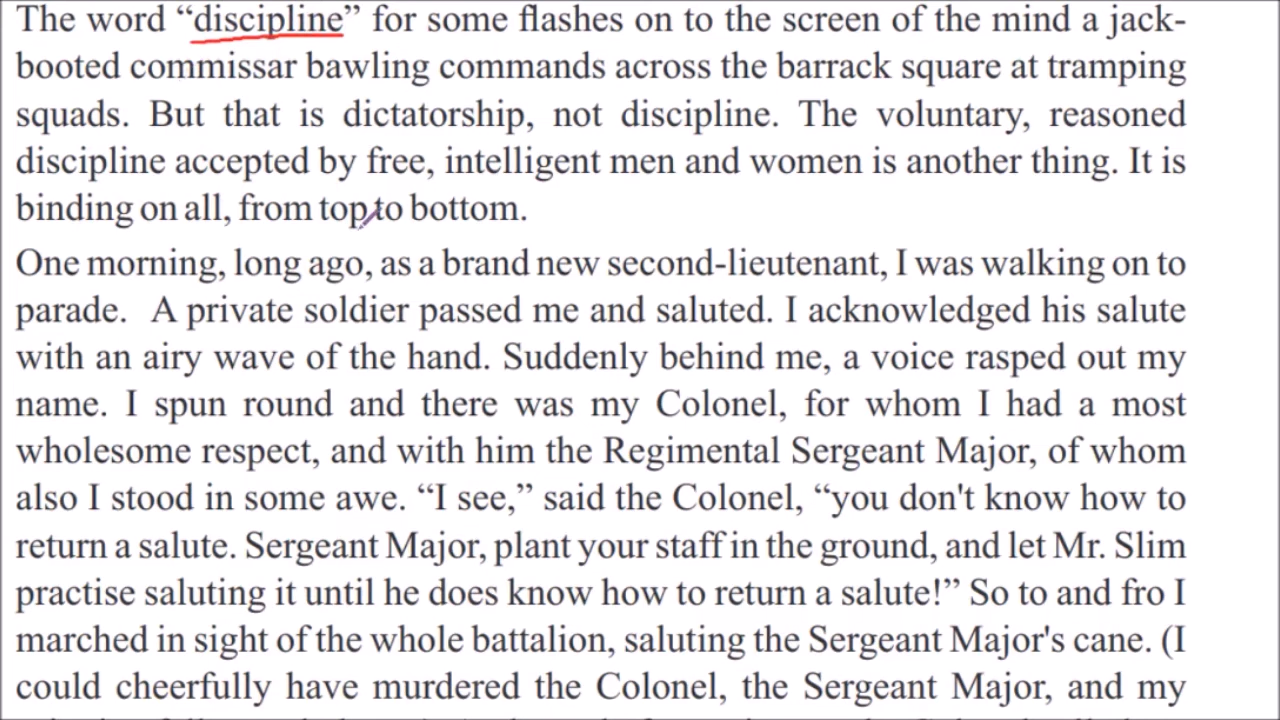 The word “discipline” for some flashes on to the screen of the mind a jack-
booted commissar bawling commands across the barrack square at tramping
squads. But that is dictatorship, not discipline. The voluntary, reasoned
discipline accepted by free, intelligent men and women is another thing. It is
binding on all, from top to bottom.
One morning, long ago, as a brand new second-lieutenant, I was walking on to
parade. A private soldier passed me and saluted. I acknowledged his salute
with an airy wave of the hand. Suddenly behind me, a voice rasped out my
name. I spun round and there was my Colonel, for whom I had a most
wholesome respect, and with him the Regimental Sergeant Major, of whom
also I stood in some awe. “I see,” said the Colonel, “you don't know how to
return a salute. Sergeant Major, plant your staff in the ground, and let Mr. Slim
practise saluting it until he does know how to return a salute!” So to and fro I
marched in sight of the whole battalion, saluting the Sergeant Major's cane. (I
could cheerfully have murdered the Colonel, the Sergeant Major, and my